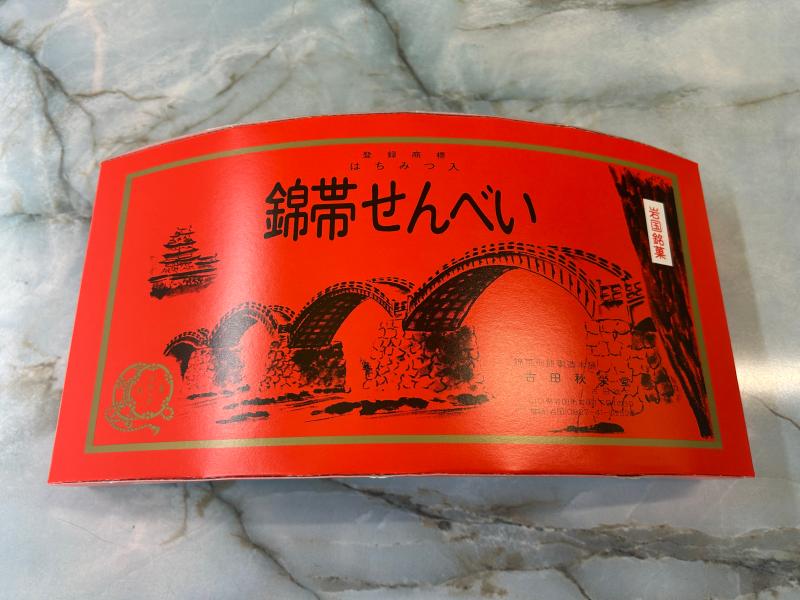 登録商標
はちみつ入
錦帯せんべい
岩国銘菓
吉田秋栄堂